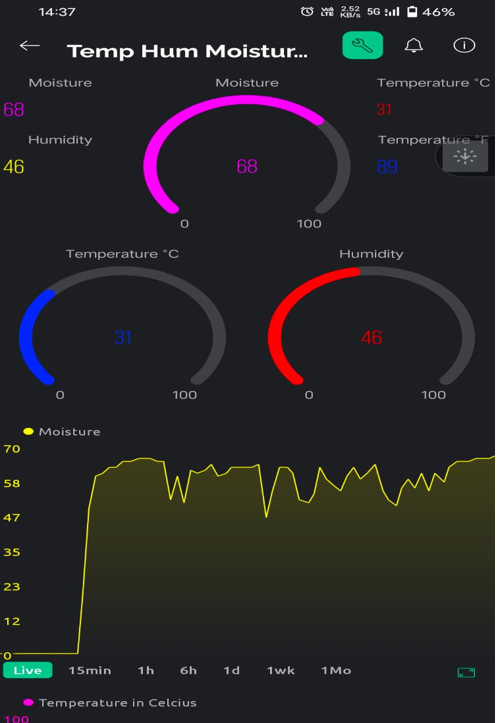 14:37
Vo))
LTE
2.52
KB/s
5G
46%
Temp Hum Moistur...
Moisture
68
Moisture
68
0 100
Temperature °C
31
Humidity
46
Temperature °F
89
Temperature °C
31
0 100
Humidity
46
0 100
Moisture
70
58
47
35
23
12
0
Live 15min 1h 6h 1d 1wk 1Mo
Temperature in Celcius
100